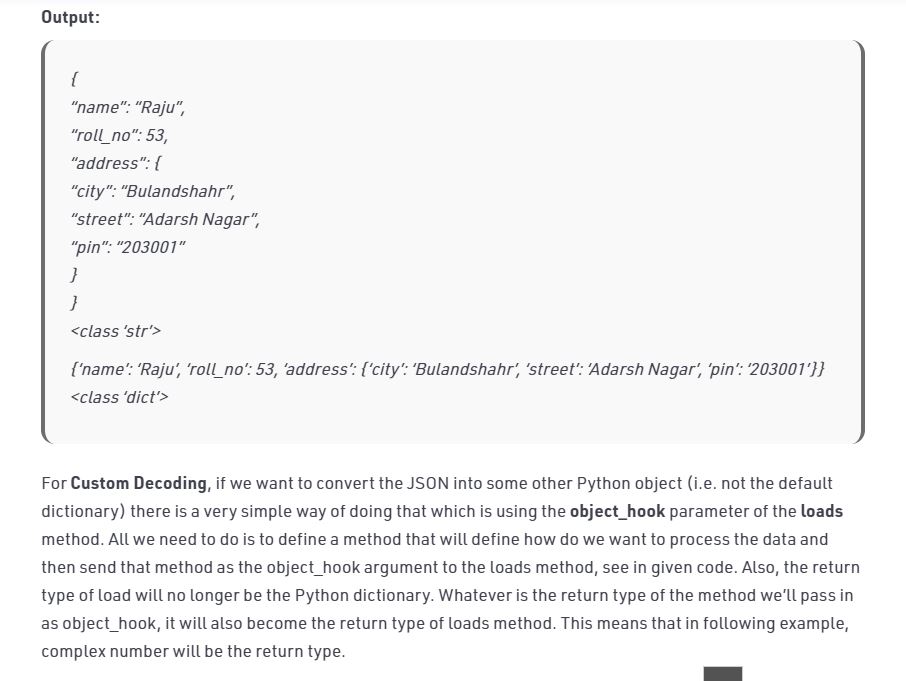 Output:
{
“name”: “Raju”,
“roll_no”: 53,
“address”: {
“city”: “Bulandshahr”,
“street”: “Adarsh Nagar”,
“pin”: “203001”
}
}
<class ‘str’>
{‘name’: ‘Raju’, ‘roll_no’: 53, ‘address’: {‘city’: ‘Bulandshahr’, ‘street’: ‘Adarsh Nagar’, ‘pin’: ‘203001’}}
<class ‘dict’>
For Custom Decoding, if we want to convert the JSON into some other Python object (i.e. not the default
dictionary) there is a very simple way of doing that which is using the object_hook parameter of the loads
method. All we need to do is to define a method that will define how do we want to process the data and
then send that method as the object_hook argument to the loads method, see in given code. Also, the return
type of load will no longer be the Python dictionary. Whatever is the return type of the method we’ll pass in
as object_hook, it will also become the return type of loads method. This means that in following example,
complex number will be the return type.